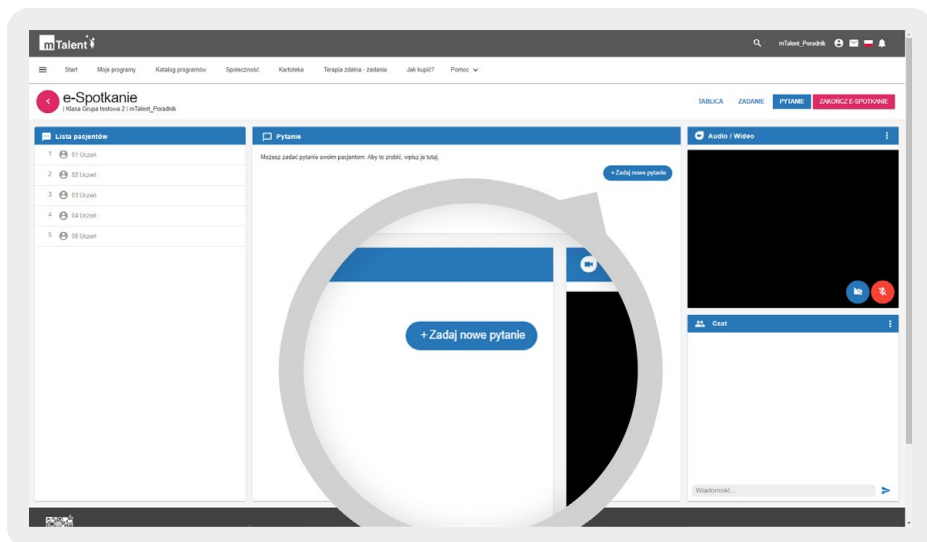 mTalent
mTalent_Poradnik
Start Moje programy Katalog programów Społeczność Kartoteka Terapia zdalna - zadania Jak kupić? Pomoc
e-Spotkanie
| Klasa Grupa testowa 2 | mTalent_Poradnik
TABLICA ZADANIE PYTANIE ZAKOŃCZ E-SPOTKANIE
Lista pacjentów
1 01 Uczeń
2 02 Uczeń
3 03 Uczeń
4 04 Uczeń
5 05 Uczeń
Pytanie
Możesz zadać pytanie swoim pacjentom. Aby to zrobić, wpisz je tutaj.
+Zadaj nowe pytanie
+Zadaj nowe pytanie
Audio / Wideo
Czat
Wiadomość...